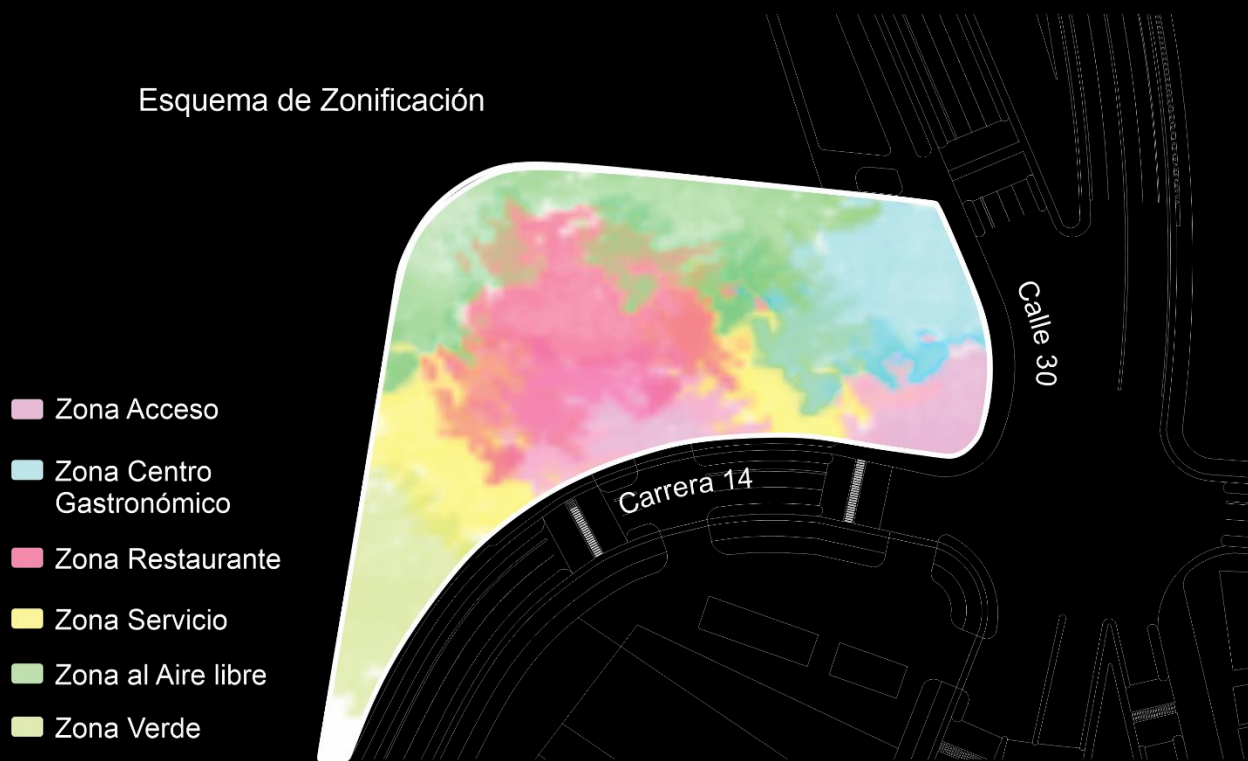 Esquema de Zonificación
Calle 30
Carrera 14
Zona Acceso
Zona Centro
Gastronómico
Zona Restaurante
Zona Servicio
Zona al Aire libre
Zona Verde